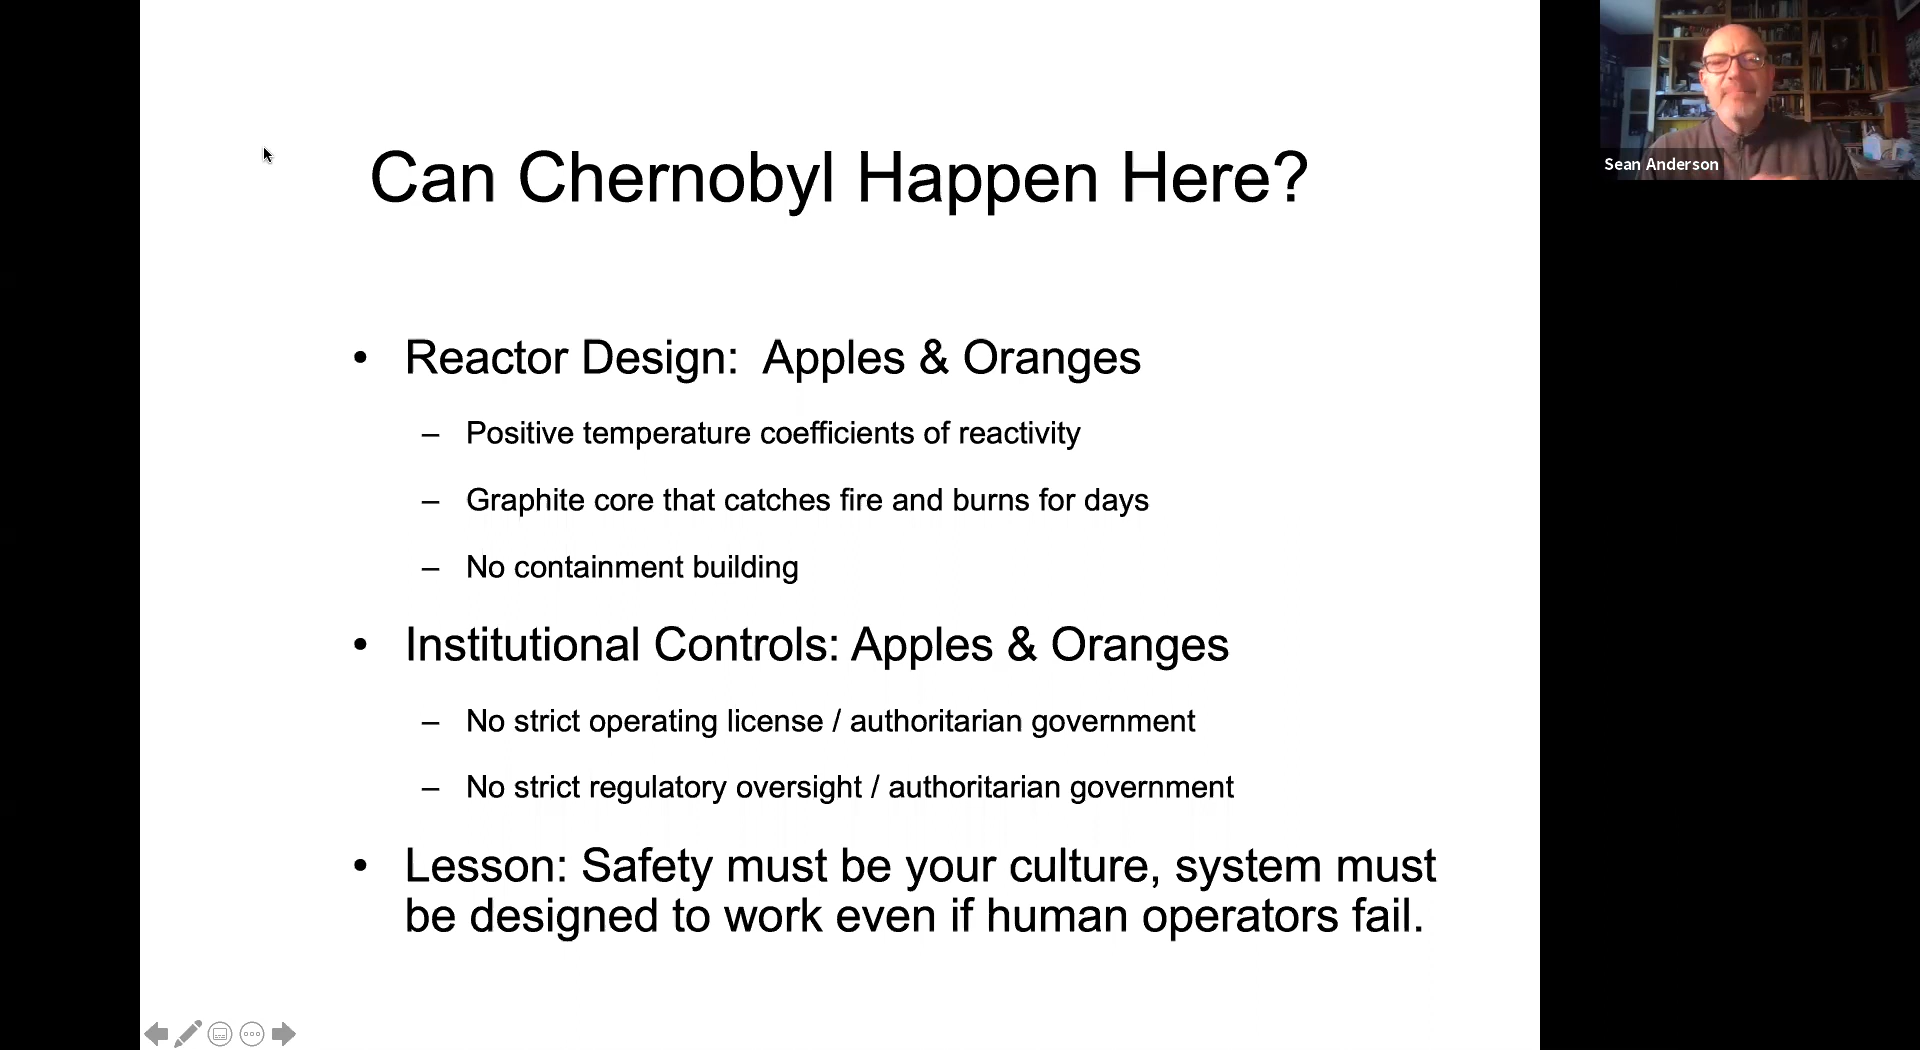 Can Chernobyl Happen Here?
• Reactor Design:  Apples & Oranges
– Positive temperature coefficients of reactivity
– Graphite core that catches fire and burns for days
– No containment building
• Institutional Controls: Apples & Oranges
– No strict operating license / authoritarian government
– No strict regulatory oversight / authoritarian government
• Lesson: Safety must be your culture, system must
be designed to work even if human operators fail.
Sean Anderson